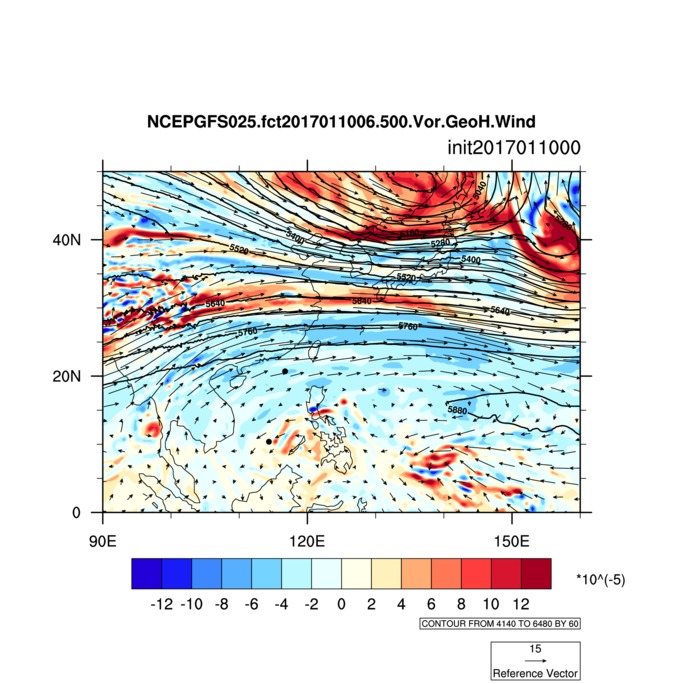 NCEPGFS025.fct2017011006.500.Vor.GeoH.Wind
init2017011000
5040
5400
5280
5520
5400
5520
5640
5640
5640
5760
5760
5880
40N
20N
0
90E
120E
150E
-12 -10 -8 -6 -4 -2 0 2 4 6 8 10 12
*10^(-5)
CONTOUR FROM 4140 TO 6480 BY 60
15
Reference Vector